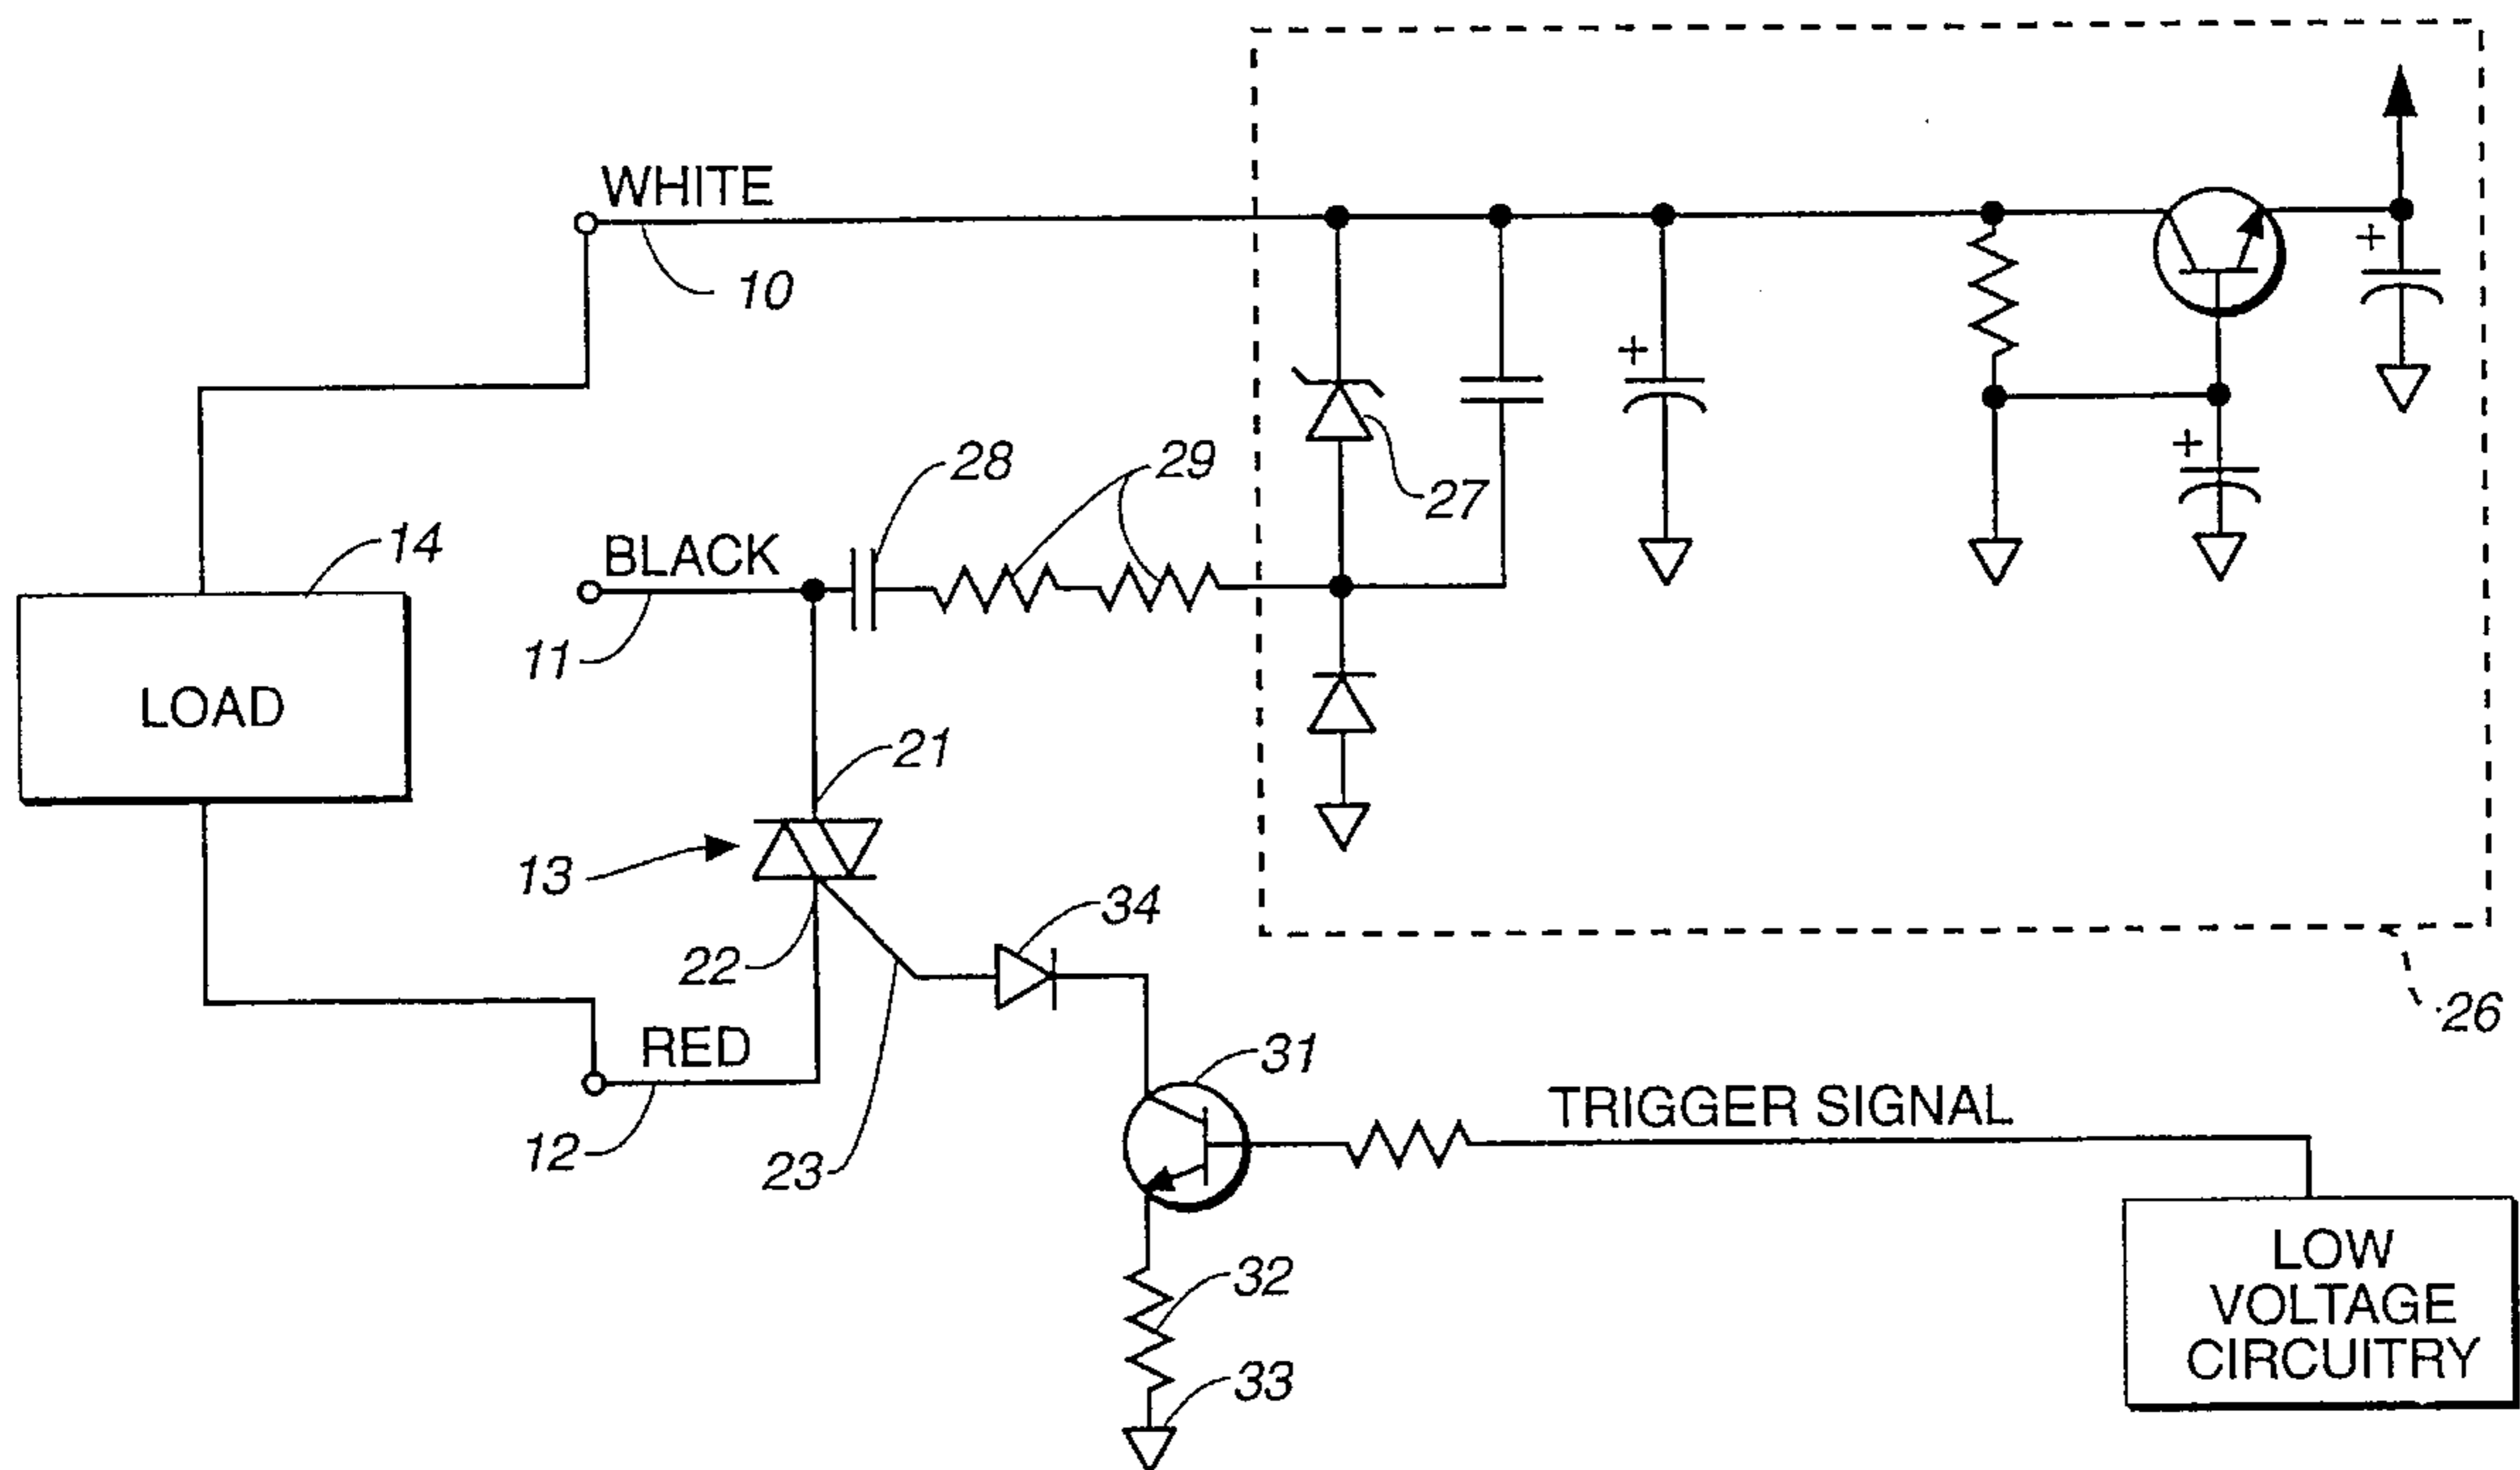 WHITE
10
28
29
27
14
BLACK
11
LOAD
21
13
34
22
26
RED
31
TRIGGER SIGNAL
12
23
LOW
VOLTAGE
CIRCUITRY
32
33
+
+
+